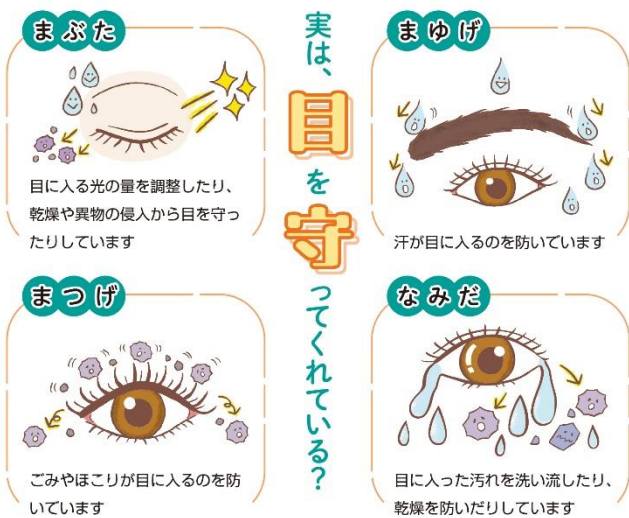 実は、目を守ってくれている？
まぶた
目に入る光の量を調整したり、
乾燥や異物の侵入から目を守っ
たりしています
まゆげ
汗が目に入るのを防いでいます
まつげ
ごみやほこりが目に入るのを防
いています
なみだ
目に入った汚れを洗い流したり、
乾燥を防いだりしています